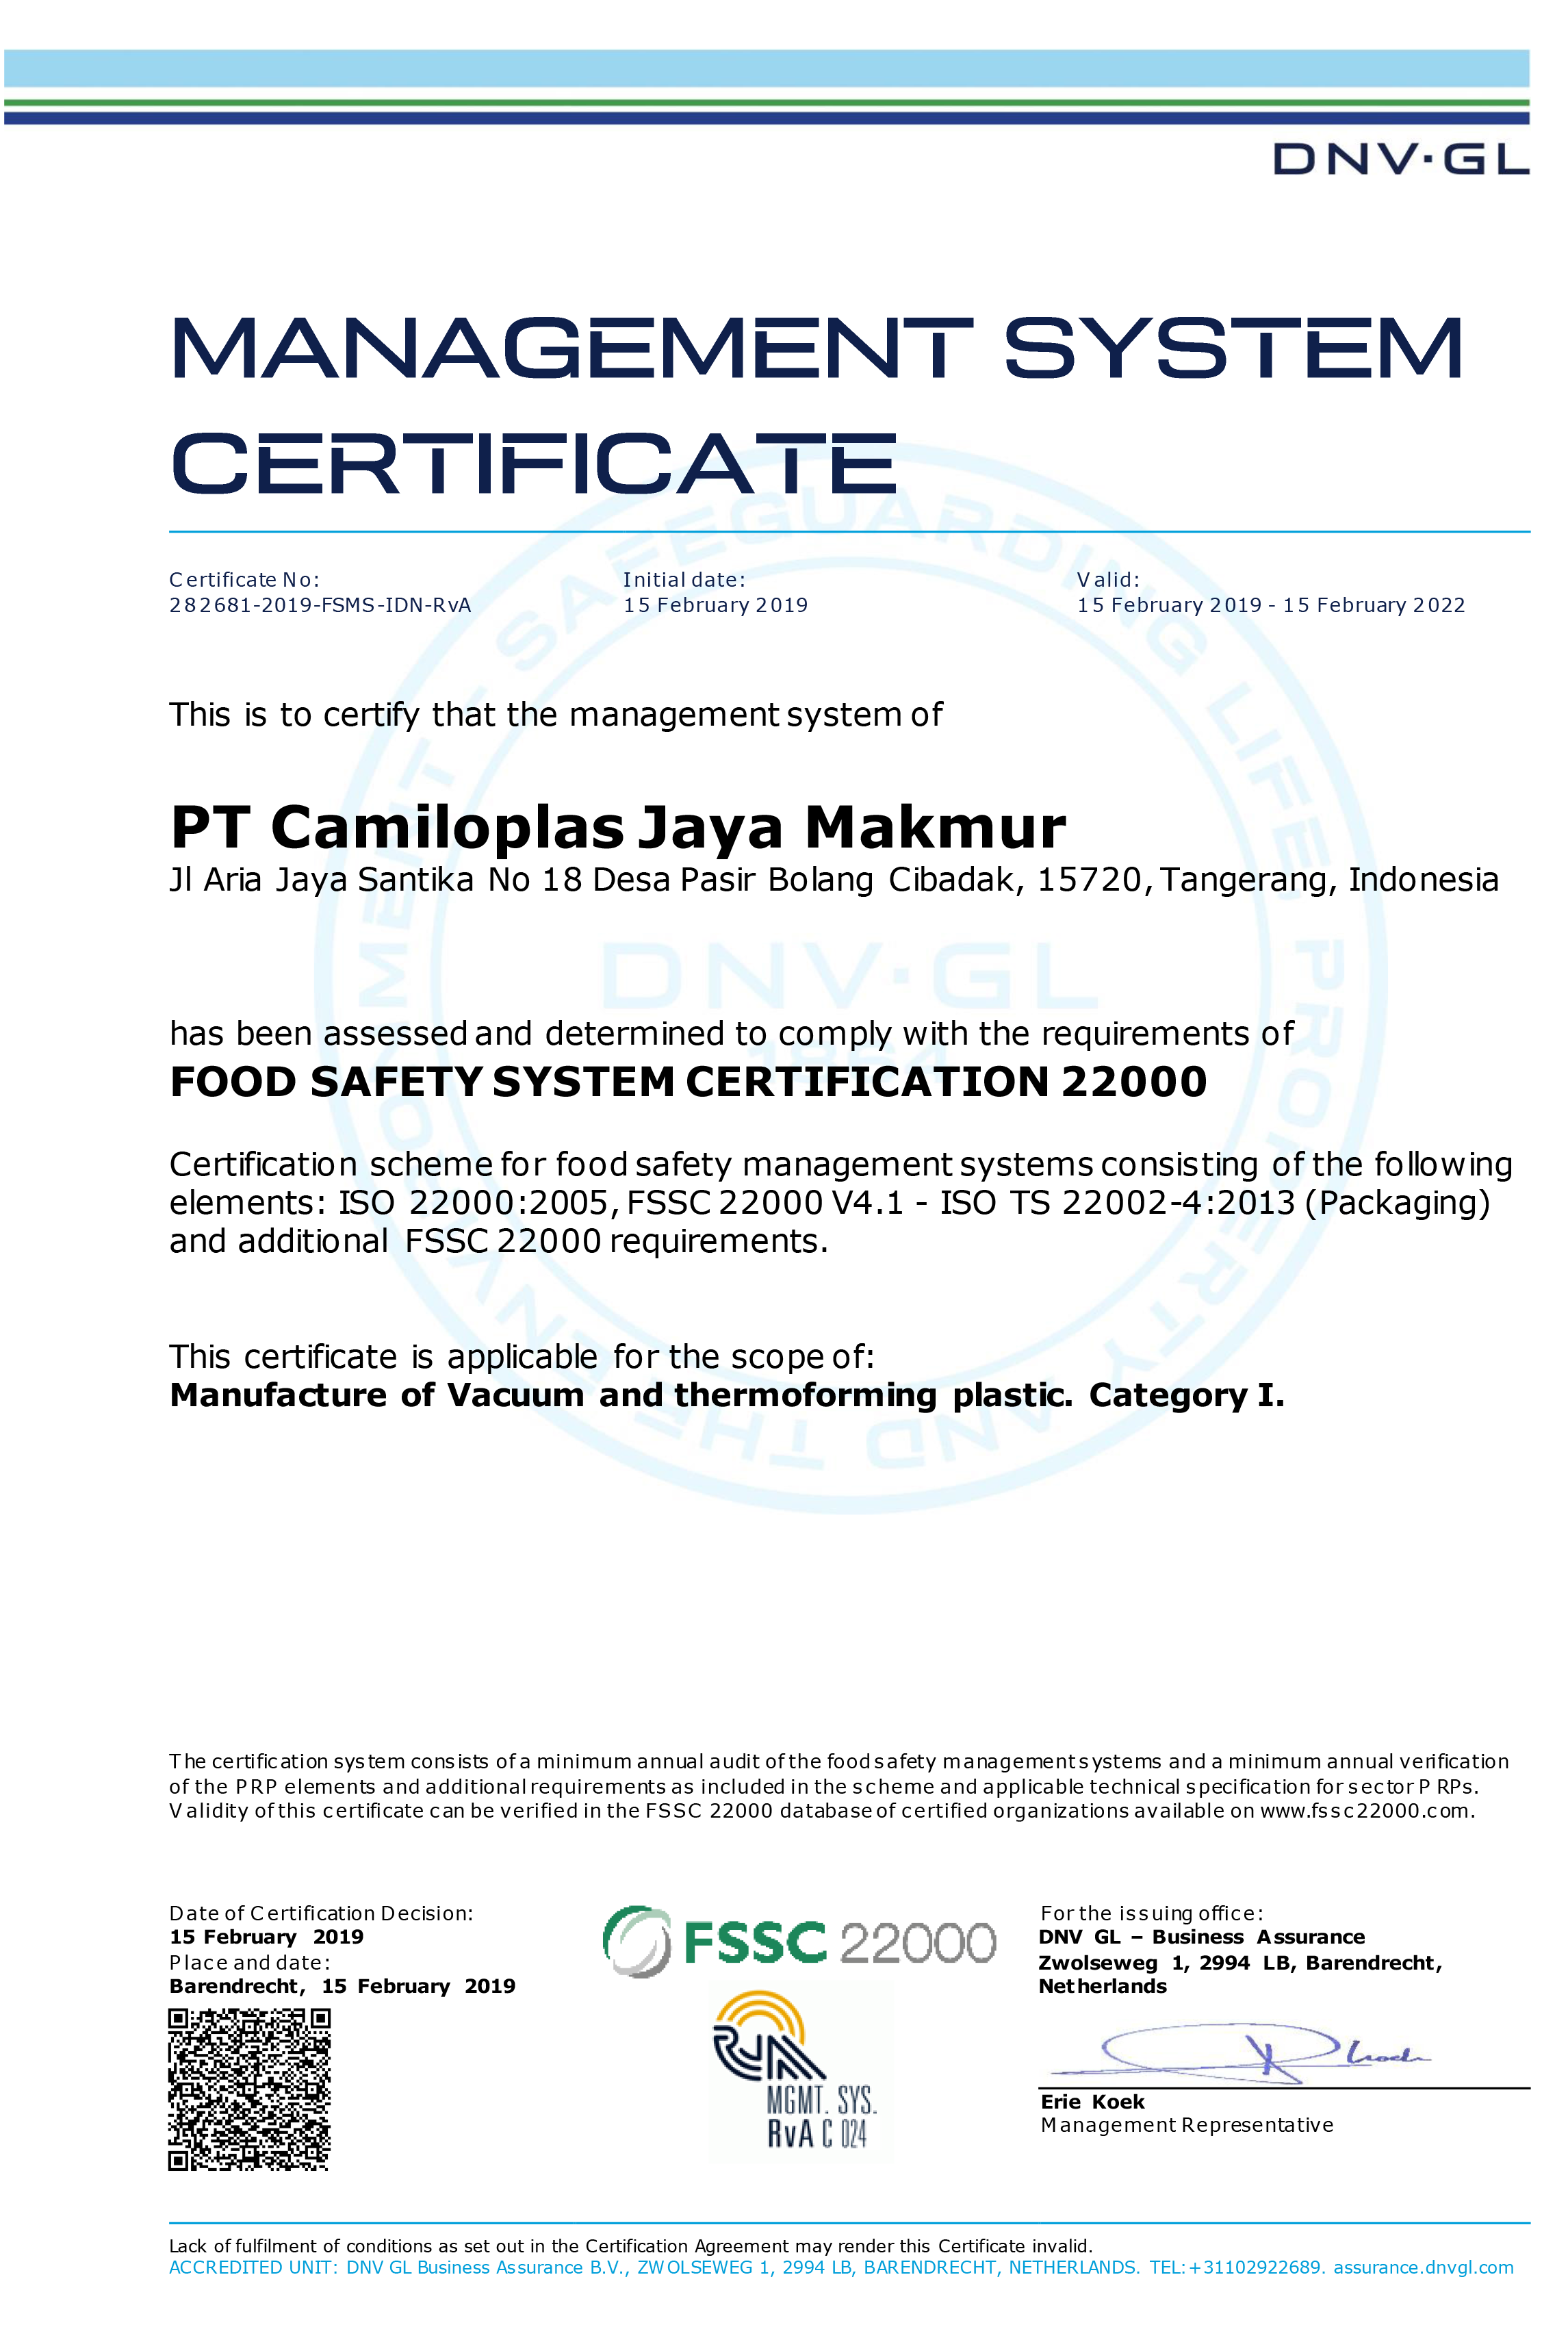 DNV·GL
MANAGEMENT SYSTEM
CERTIFICATE
Certificate No:
282681-2019-FSMS-IDN-RvA
Initial date:
15 February 2019
Valid:
15 February 2019 - 15 February 2022
This is to certify that the management system of
PT Camiloplas Jaya Makmur
Jl Aria Jaya Santika No 18 Desa Pasir Bolang Cibadak, 15720, Tangerang, Indonesia
SAFEGUARDING LIFE, PROPERTY AND THE ENVIRONMENT
DNV·GL
1864
has been assessed and determined to comply with the requirements of
FOOD SAFETY SYSTEM CERTIFICATION 22000
Certification scheme for food safety management systems consisting of the following
elements: ISO 22000:2005, FSSC 22000 V4.1 - ISO TS 22002-4:2013 (Packaging)
and additional FSSC 22000 requirements.
This certificate is applicable for the scope of:
Manufacture of Vacuum and thermoforming plastic. Category I.
The certification system consists of a minimum annual audit of the food safety management systems and a minimum annual verification
of the PRP elements and additional requirements as included in the scheme and applicable technical specification for sector PRPs.
Validity of this certificate can be verified in the FSSC 22000 database of certified organizations available on www.fssc22000.com.
Date of Certification Decision:
15 February 2019
Place and date:
Barendrecht, 15 February 2019
FSSC 22000
RvA
MGMT. SYS.
RvA C 024
For the issuing office:
DNV GL – Business Assurance
Zwolseweg 1, 2994 LB, Barendrecht,
Netherlands
Erie Koek
Management Representative
Lack of fulfilment of conditions as set out in the Certification Agreement may render this Certificate invalid.
ACCREDITED UNIT: DNV GL Business Assurance B.V., ZWOLSEWEG 1, 2994 LB, BARENDRECHT, NETHERLANDS. TEL:+31102922689. assurance.dnvgl.com